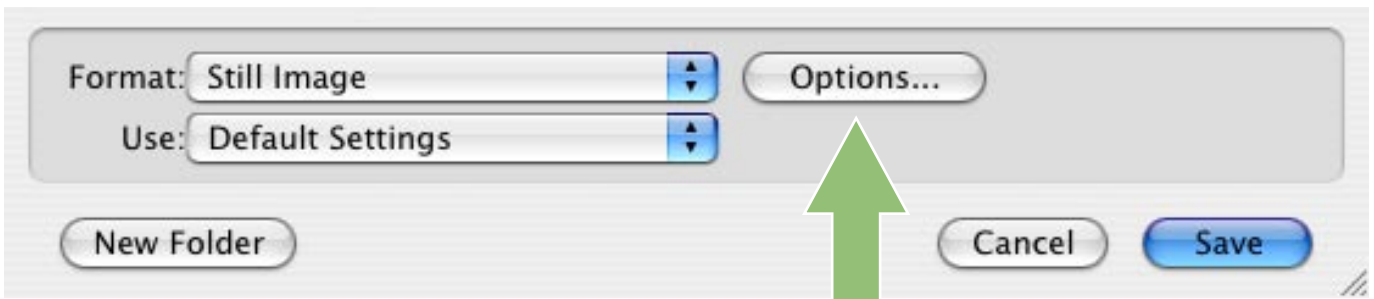 Format: Still Image Options...
Use: Default Settings
New Folder Cancel Save